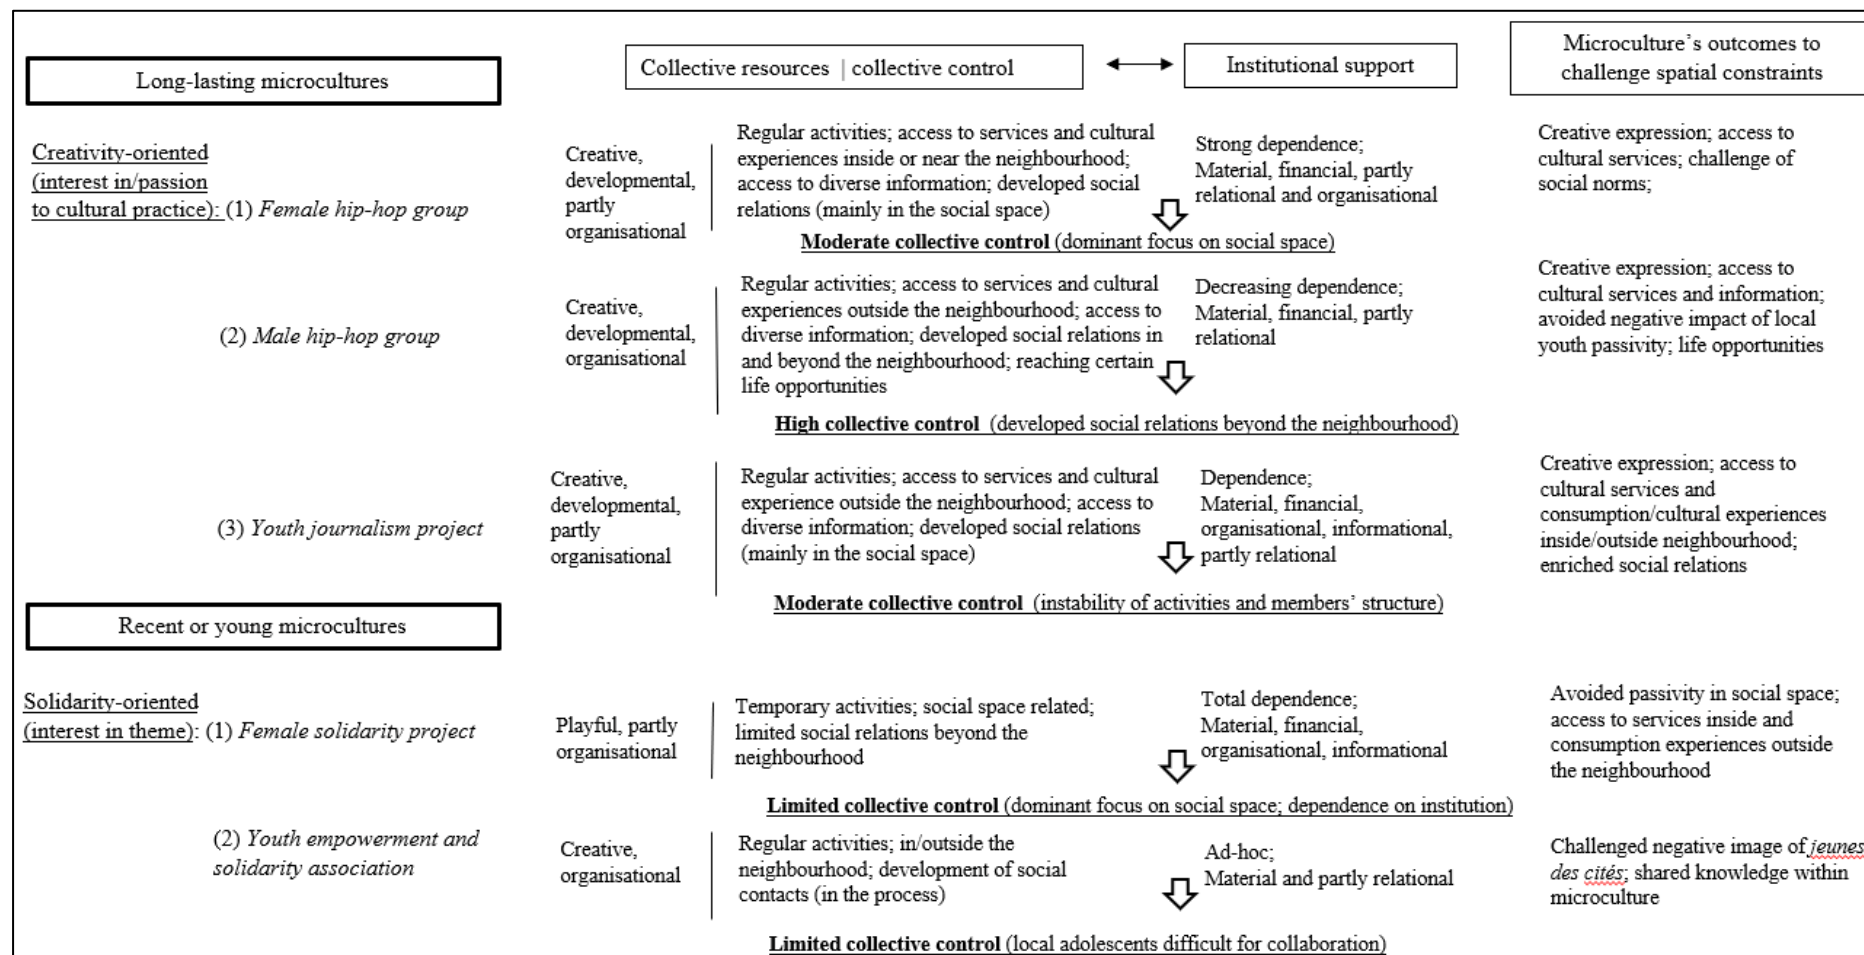 Long-lasting microcultures
Collective resources | collective control
Institutional support
Microculture's outcomes to
challenge spatial constraints
Creativity-oriented
(interest in/passion
to cultural practice): (1) Female hip-hop group
Creative,
developmental,
partly
organisational
Regular activities; access to services and cultural
experiences inside or near the neighbourhood;
access to diverse information; developed social
relations (mainly in the social space)
Strong dependence;
Material, financial, partly
relational and organisational
Creative expression; access to
cultural services; challenge of
social norms;
Moderate collective control (dominant focus on social space)
(2) Male hip-hop group
Creative,
developmental,
organisational
Regular activities; access to services and cultural
experiences outside the neighbourhood; access to
diverse information; developed social relations in
and beyond the neighbourhood; reaching certain
life opportunities
Decreasing dependence;
Material, financial, partly
relational
Creative expression; access to
cultural services and information;
avoided negative impact of local
youth passivity; life opportunities
High collective control (developed social relations beyond the neighbourhood)
(3) Youth journalism project
Creative,
developmental,
partly
organisational
Regular activities; access to services and cultural
experience outside the neighbourhood; access to
diverse information; developed social relations
(mainly in the social space)
Dependence;
Material, financial,
organisational, informational,
partly relational
Creative expression; access to
cultural services and
consumption/cultural experiences
inside/outside neighbourhood;
enriched social relations
Moderate collective control (instability of activities and members' structure)
Recent or young microcultures
Solidarity-oriented
(interest in theme): (1) Female solidarity project
Playful, partly
organisational
Temporary activities; social space related;
limited social relations beyond the
neighbourhood
Total dependence;
Material, financial,
organisational, informational
Avoided passivity in social space;
access to services inside and
consumption experiences outside
the neighbourhood
Limited collective control (dominant focus on social space; dependence on institution)
(2) Youth empowerment and
solidarity association
Creative,
organisational
Regular activities; in/outside the
neighbourhood; development of social
contacts (in the process)
Ad-hoc;
Material and partly relational
Challenged negative image of jeunes
des cités; shared knowledge within
microculture
Limited collective control (local adolescents difficult for collaboration)